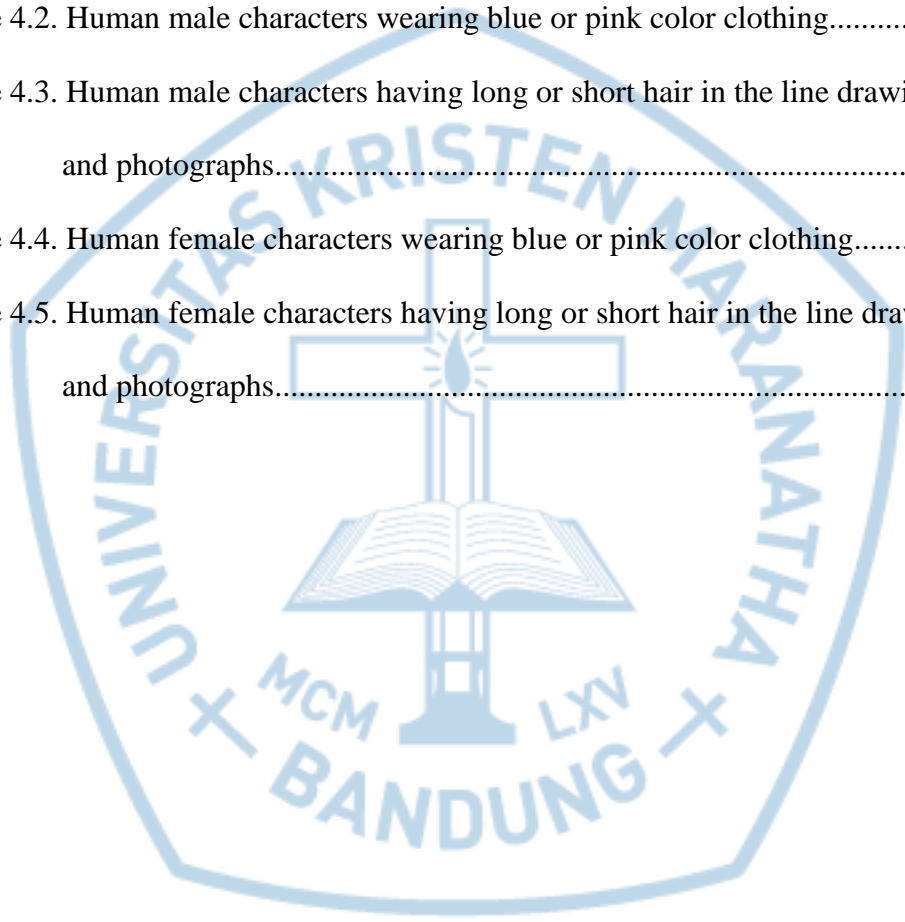 e 4.2. Human male characters wearing blue or pink color clothing..........
e 4.3. Human male characters having long or short hair in the line drawi
and photographs...............................................................................
e 4.4. Human female characters wearing blue or pink color clothing.......
e 4.5. Human female characters having long or short hair in the line dra
and photographs...............................................................................
UNIVERSITAS KRISTEN MARANATHA
MCM LXV
BANDUNG